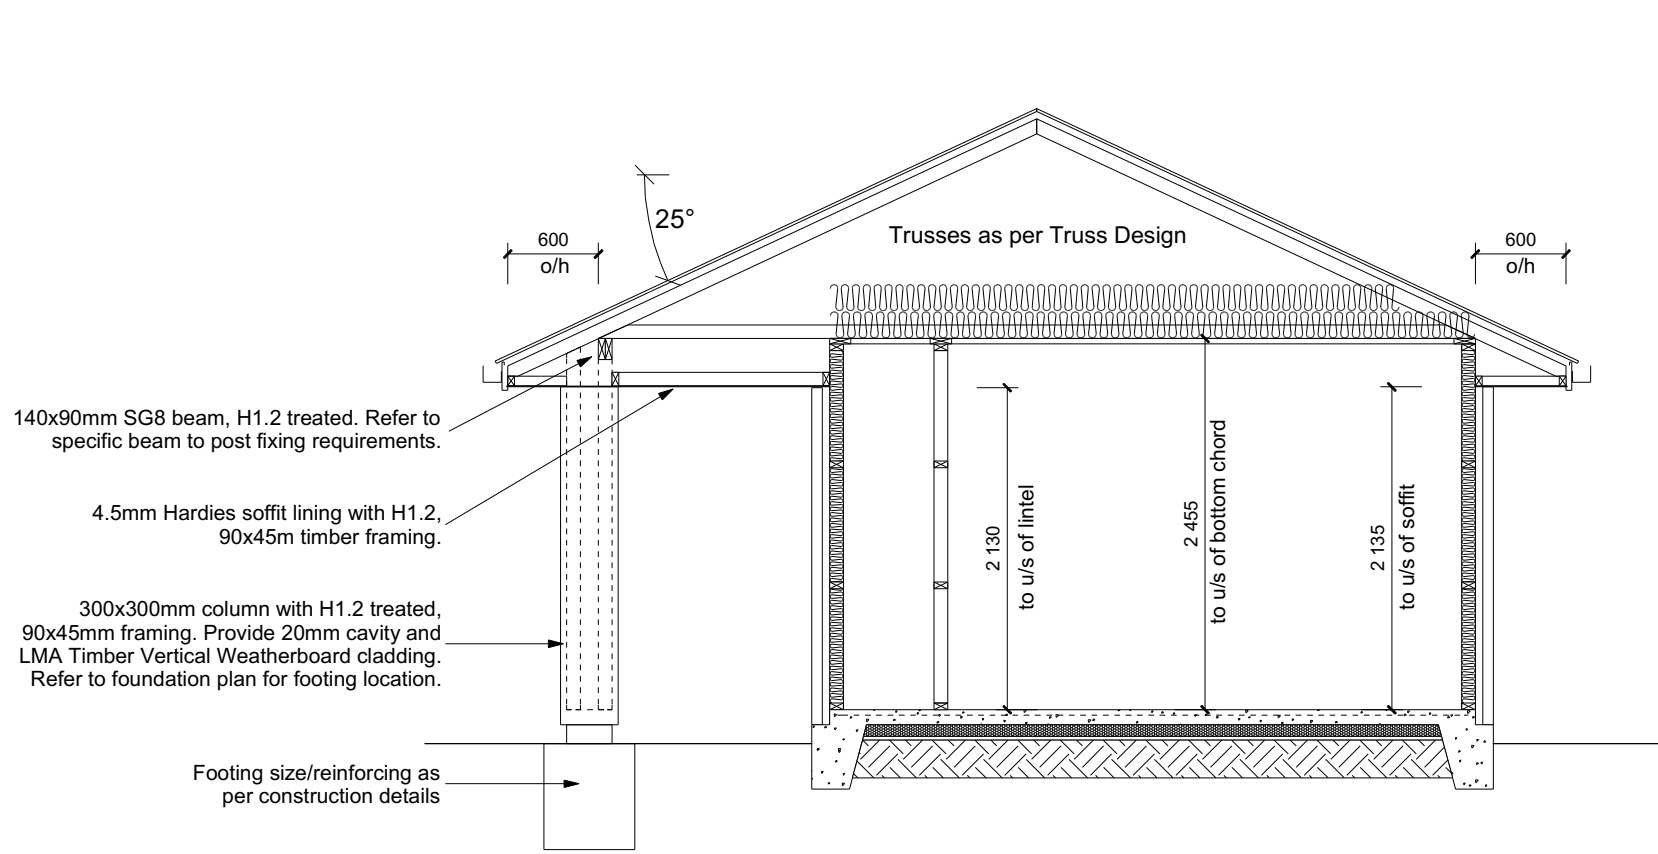 25°
600
o/h
Trusses as per Truss Design
600
o/h
140x90mm SG8 beam, H1.2 treated. Refer to
specific beam to post fixing requirements.
4.5mm Hardies soffit lining with H1.2,
90x45m timber framing.
300x300mm column with H1.2 treated,
90x45mm framing. Provide 20mm cavity and
LMA Timber Vertical Weatherboard cladding.
Refer to foundation plan for footing location.
Footing size/reinforcing as
per construction details
2 130
to u/s of lintel
2 455
to u/s of bottom chord
2 135
to u/s of soffit